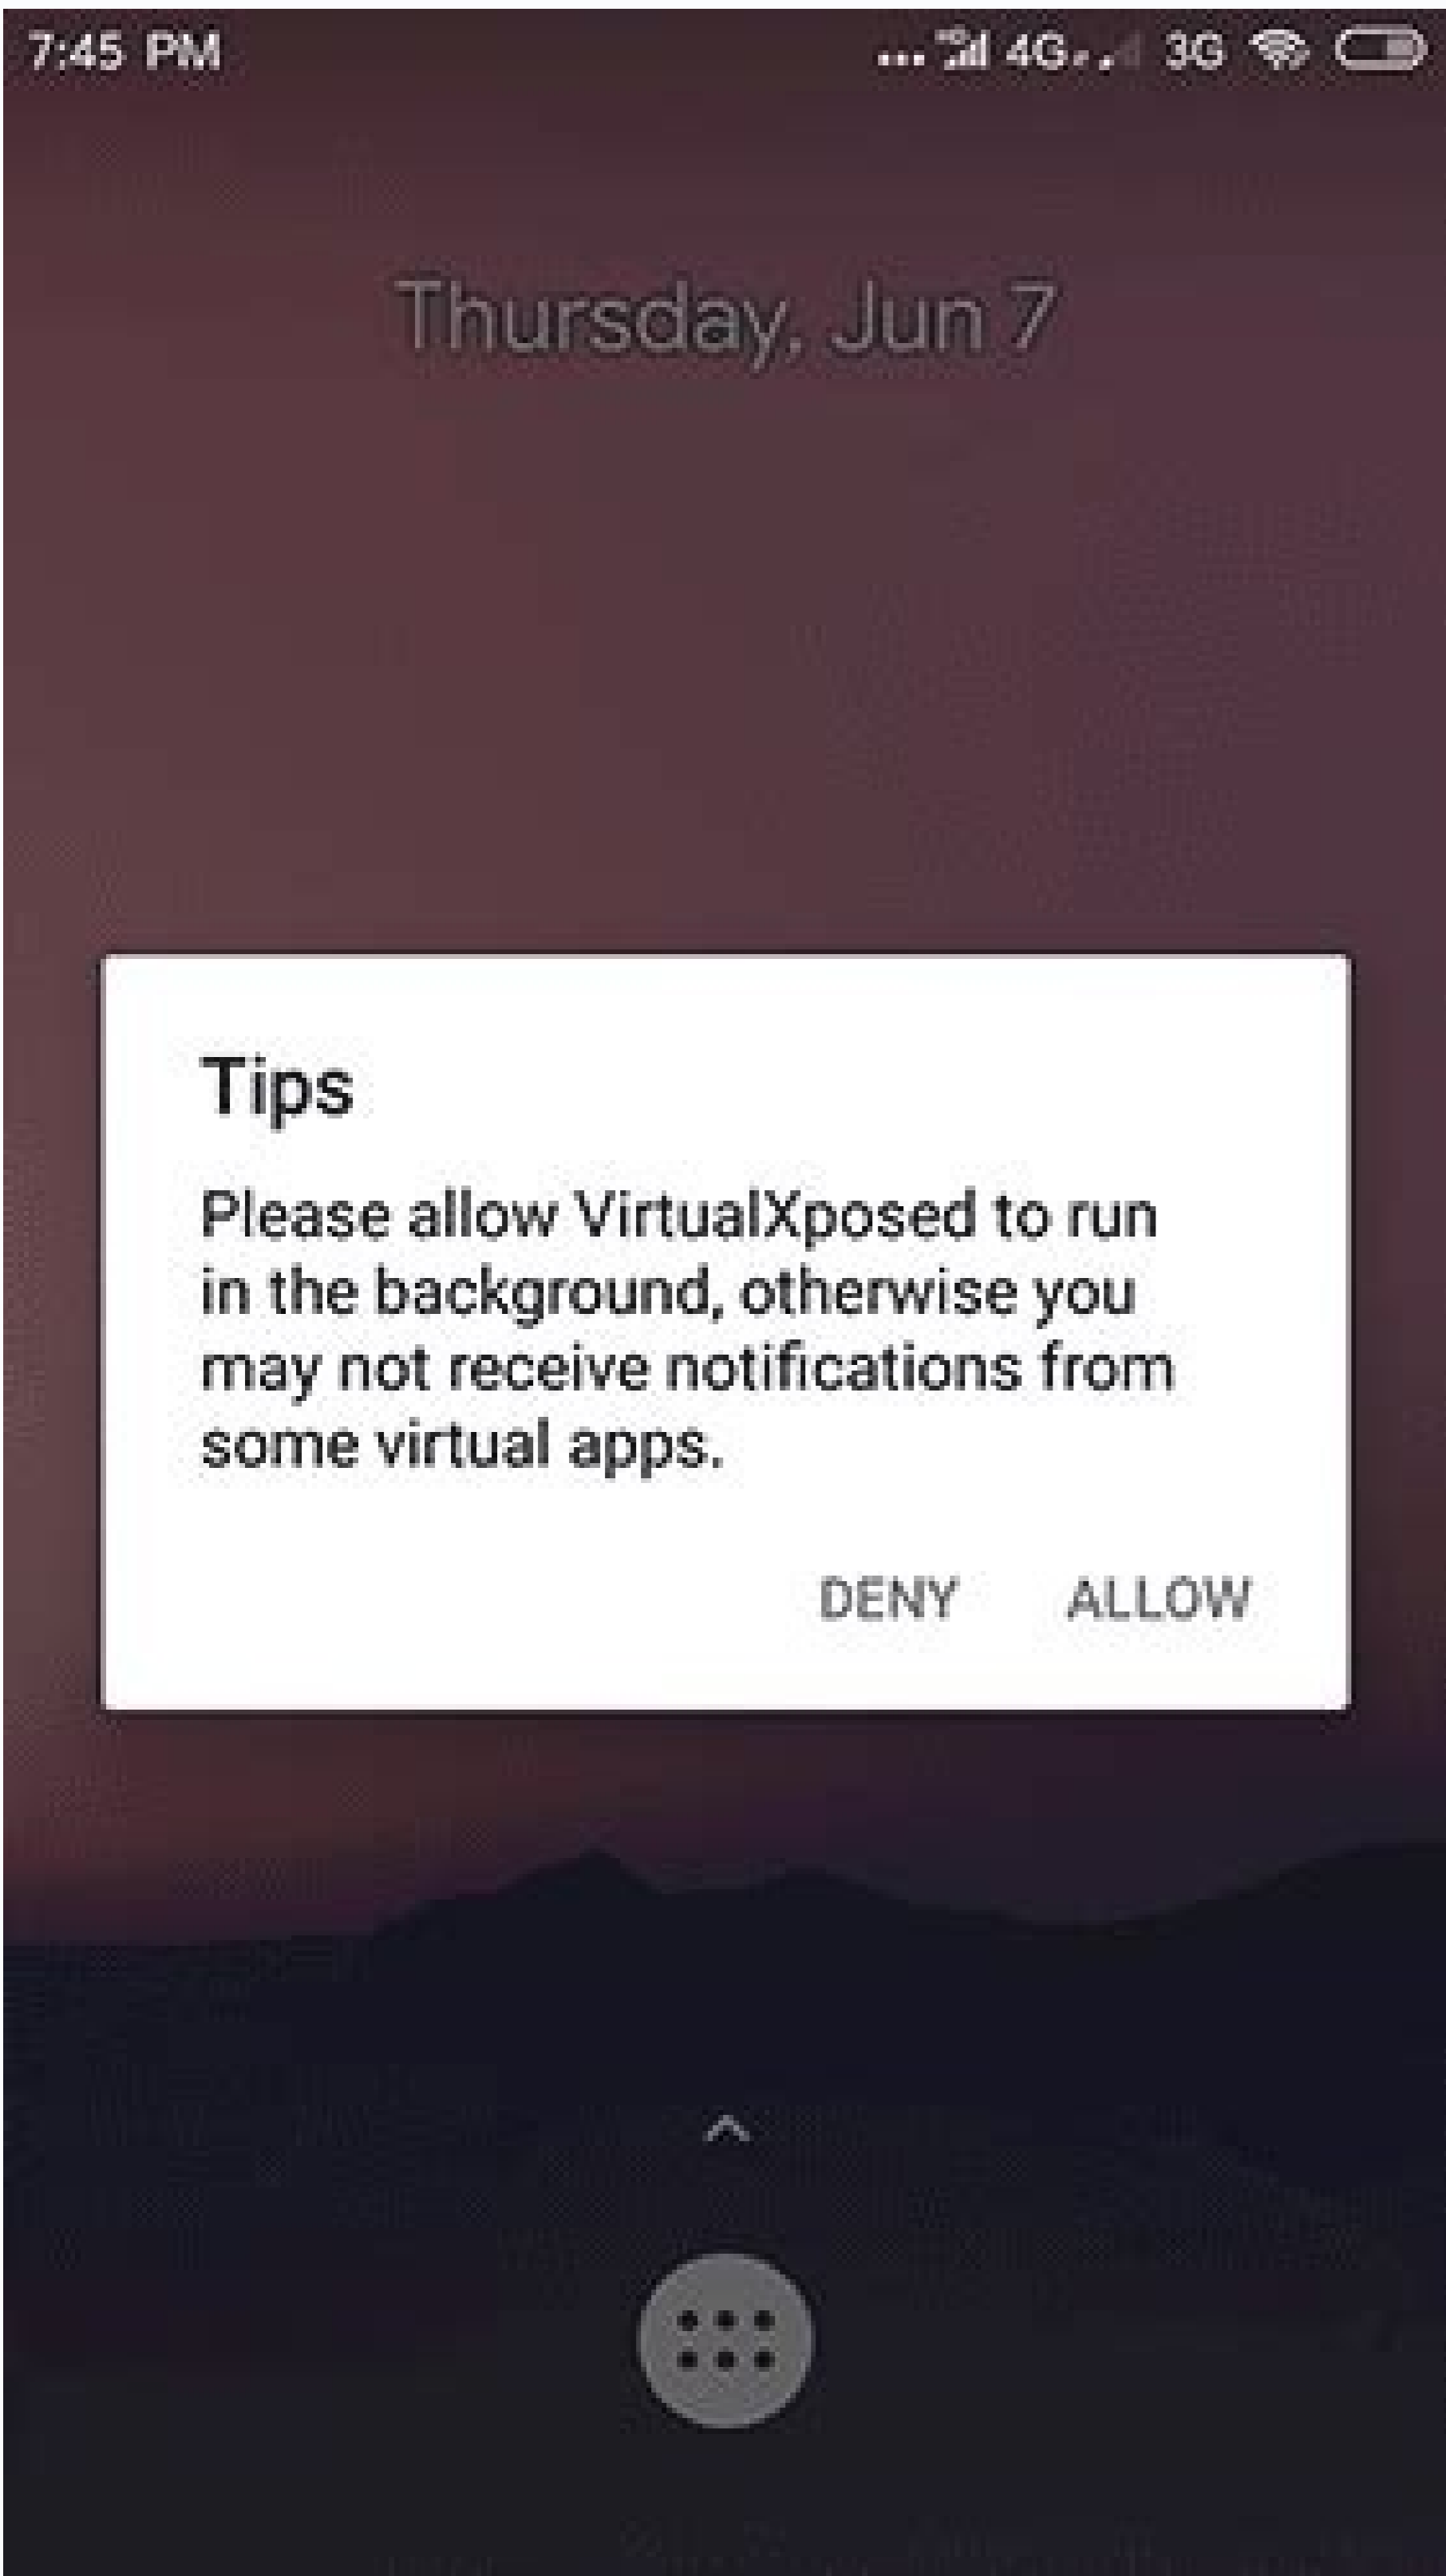 7:45 PM
4G 3G
Thursday, Jun 7
Tips
Please allow VirtualXposed to run
in the background, otherwise you
may not receive notifications from
some virtual apps.
DENY ALLOW